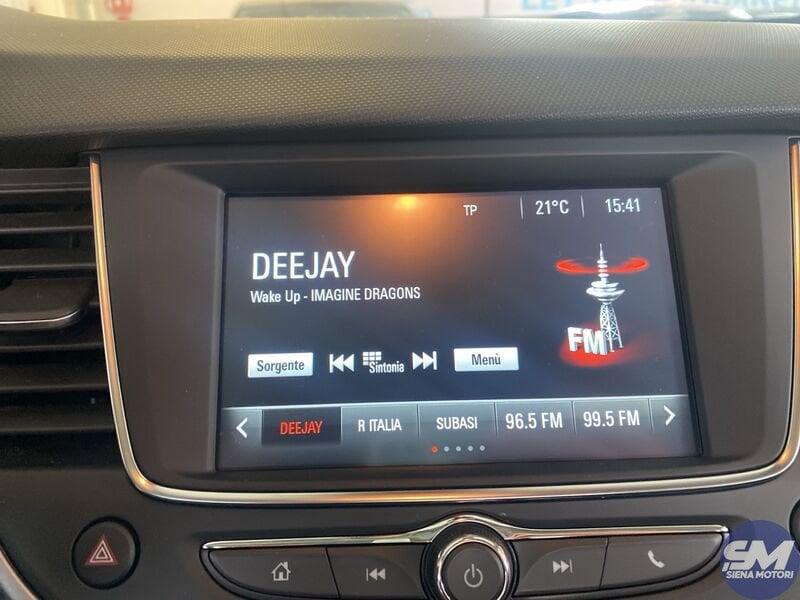 TP 21°C 15:41
DEEJAY
Wake Up - IMAGINE DRAGONS
FM
Sorgente Sintonia Menù
DEEJAY R ITALIA SUBASI 96.5 FM 99.5 FM
SM
SIENA MOTORI